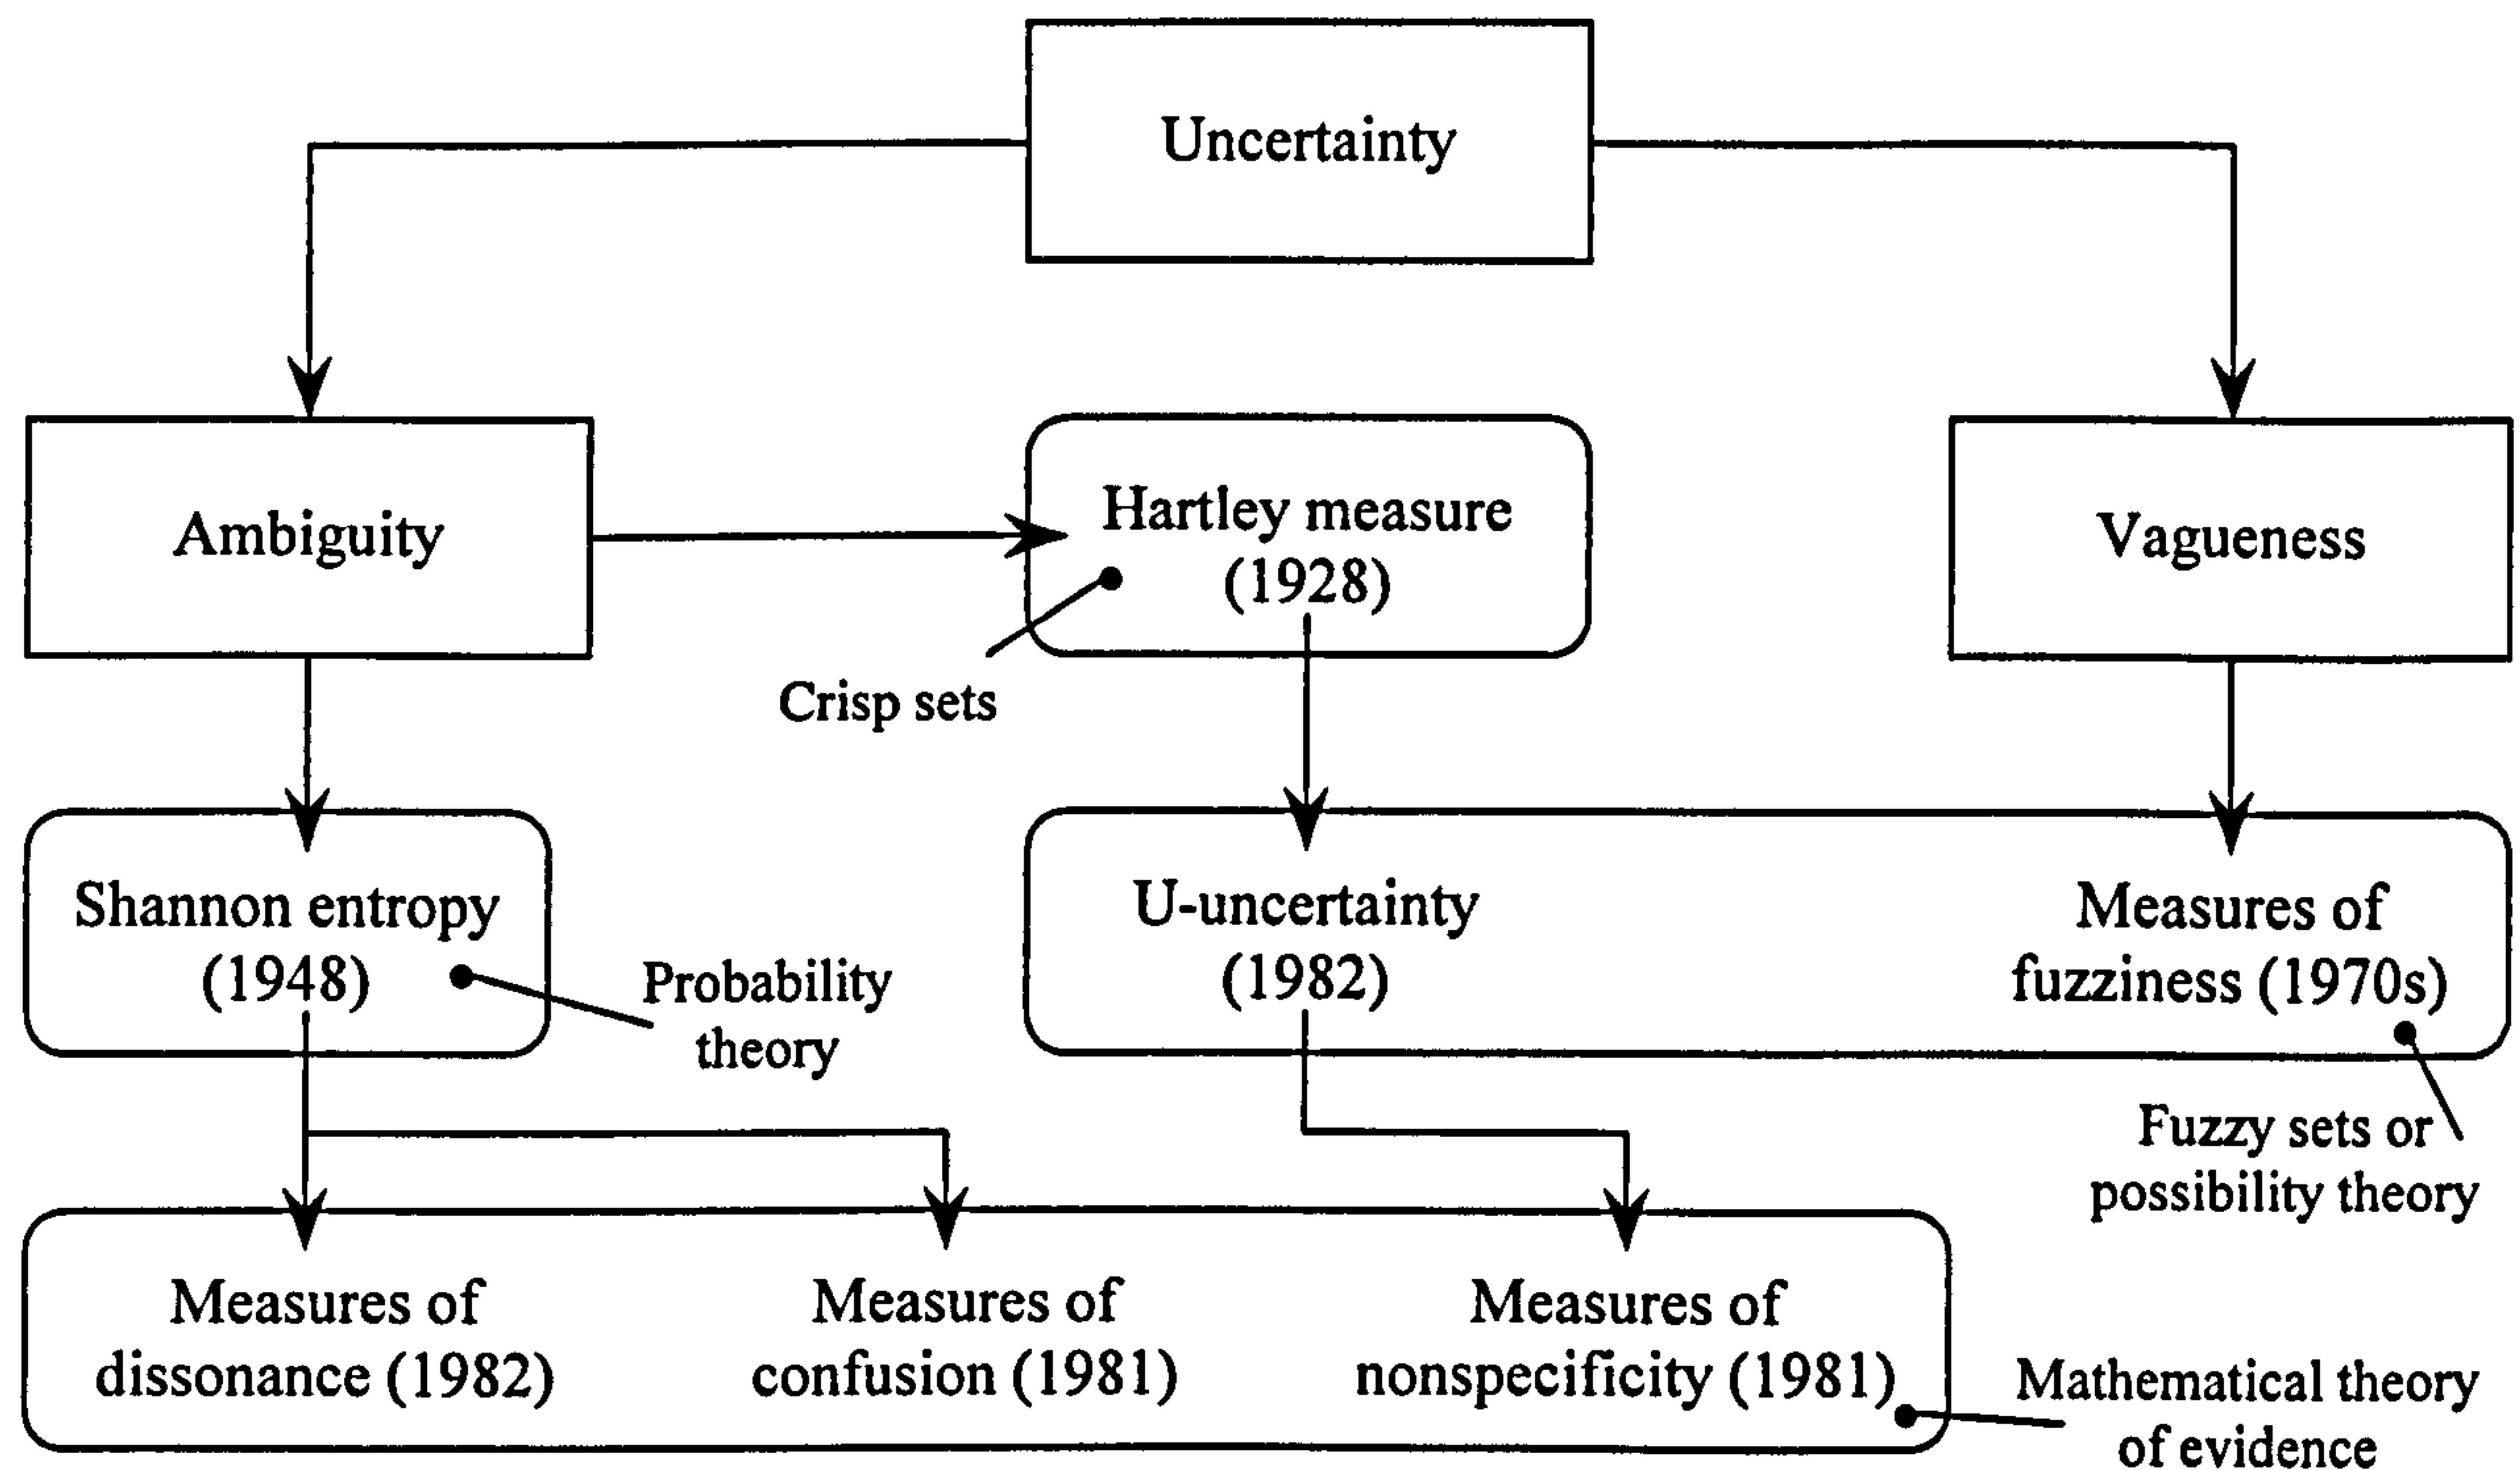 Uncertainty
Ambiguity
Hartley measure
(1928)
Vagueness
Crisp sets
Shannon entropy
(1948)
Probability
theory
U-uncertainty
(1982)
Measures of
fuzziness (1970s)
Fuzzy sets or
possibility theory
Measures of
dissonance (1982)
Measures of
confusion (1981)
Measures of
nonspecificity (1981)
Mathematical theory
of evidence